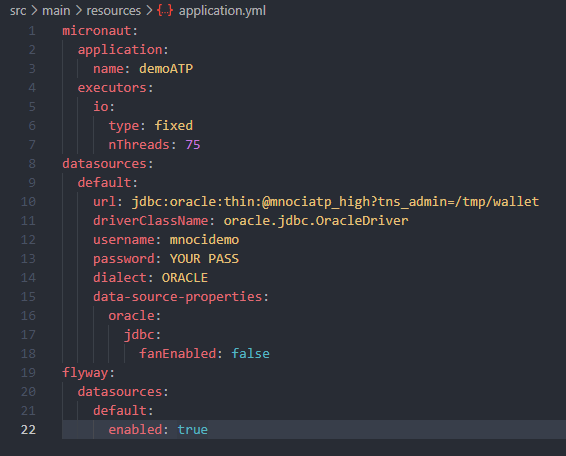 src > main > resources > {..} application.yml
1 micronaut:
2   application:
3     name: demoATP
4   executors:
5     io:
6       type: fixed
7       nThreads: 75
8 datasources:
9   default:
10     url: jdbc:oracle:thin:@mnociatp_high?tns_admin=/tmp/wallet
11     driverClassName: oracle.jdbc.OracleDriver
12     username: mnocidemo
13     password: YOUR PASS
14     dialect: ORACLE
15     data-source-properties:
16       oracle:
17         jdbc:
18           fanEnabled: false
19 flyway:
20   datasources:
21     default:
22       enabled: true